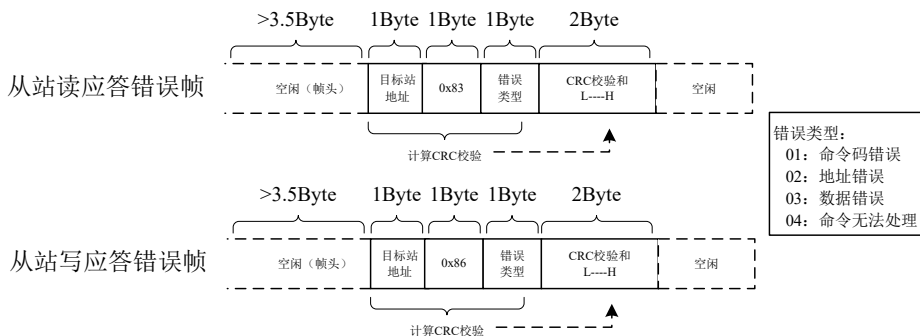 >3.5Byte 1Byte 1Byte 1Byte 2Byte
从站读应答错误帧
空闲（帧头）
目标站
地址
0x83
错误
类型
CRC校验和
L----H
空闲
计算CRC校验
错误类型：
01：命令码错误
02：地址错误
03：数据错误
04：命令无法处理
>3.5Byte 1Byte 1Byte 1Byte 2Byte
从站写应答错误帧
空闲（帧头）
目标站
地址
0x86
错误
类型
CRC校验和
L----H
空闲
计算CRC校验